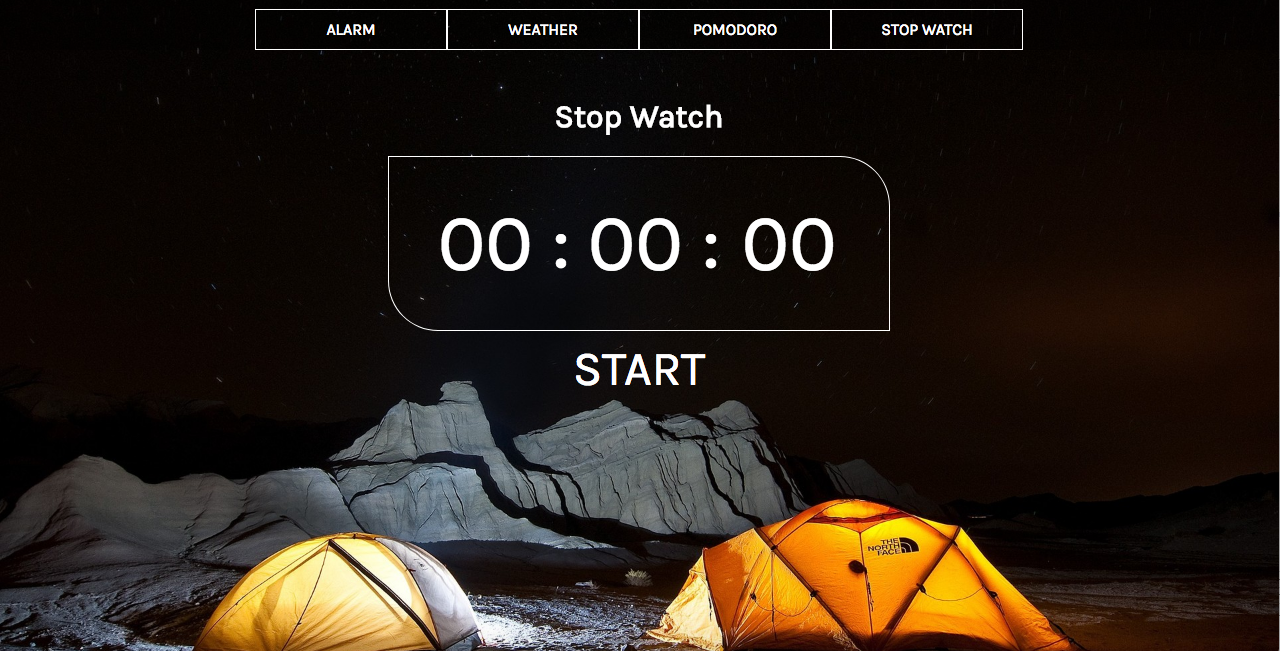 ALARM
WEATHER
POMODORO
STOP WATCH
Stop Watch
00 : 00 : 00
START
THE
NORTH
FACE